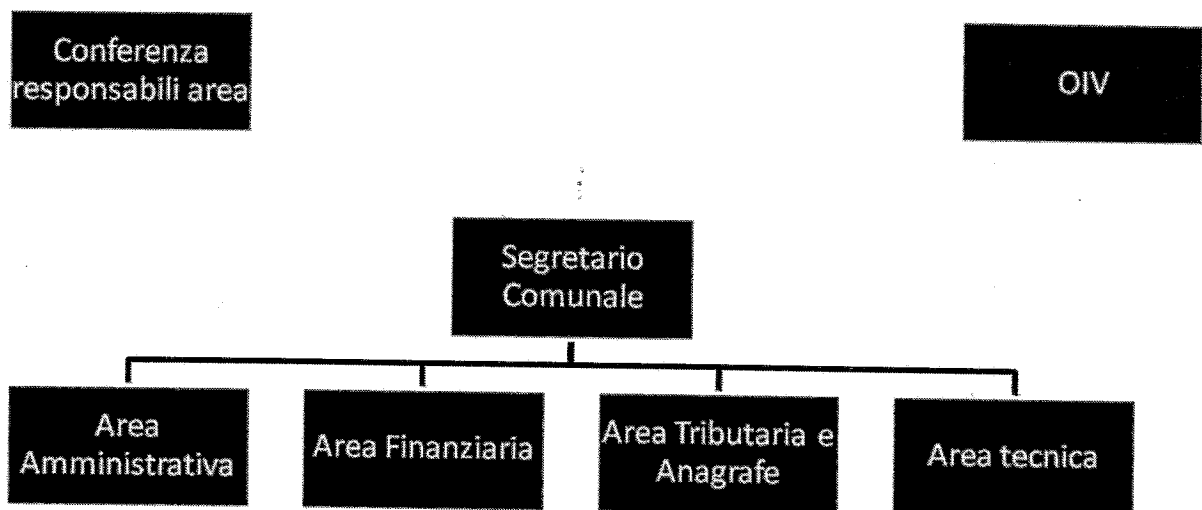 Conferenza
responsabili area
OIV
Segretario
Comunale
Area
Amministrativa
Area Finanziaria
Area Tributaria e
Anagrafe
Area tecnica